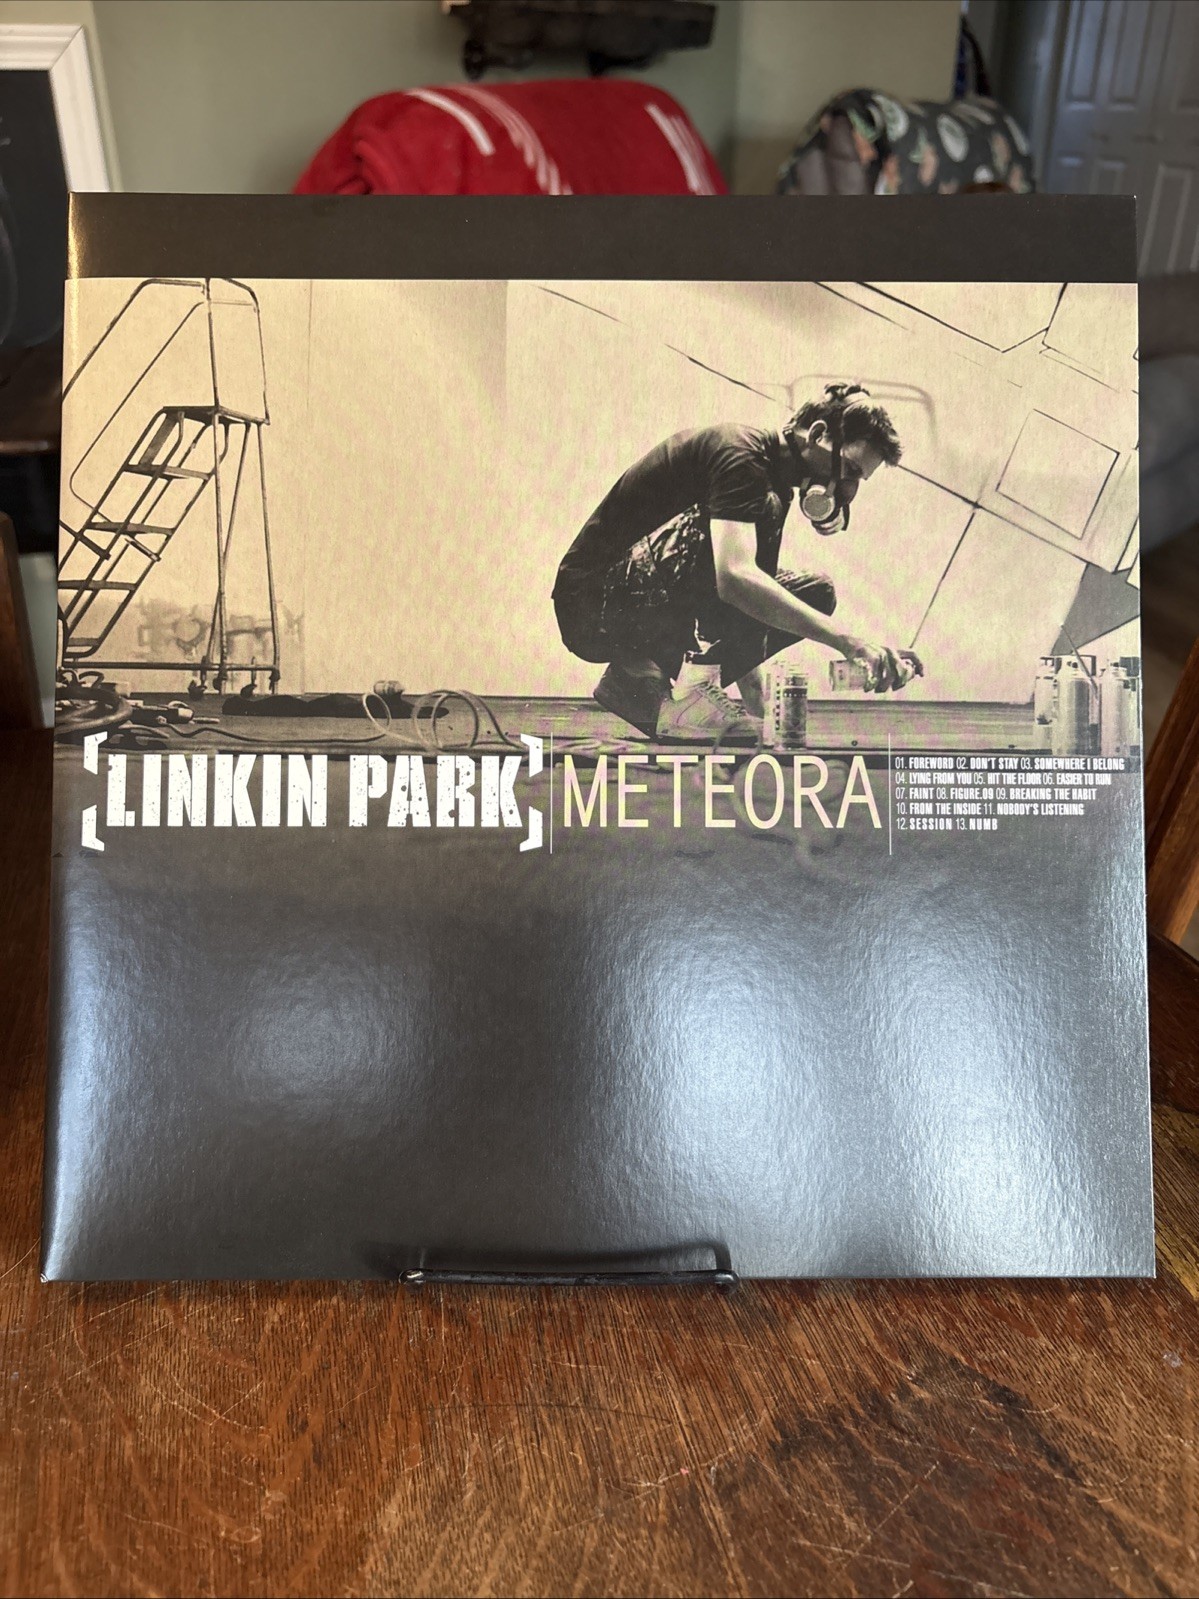 [LINKIN PARK] METEORA
01. FOREWORD 02. DON'T STAY 03. SOMEWHERE I BELONG
04. LYING FROM YOU 05. HIT THE FLOOR 06. EASIER TO RUN
07. FAINT 08. FIGURE.09 09. BREAKING THE HABIT
10. FROM THE INSIDE 11. NOBODY'S LISTENING
12. SESSION 13. NUMB